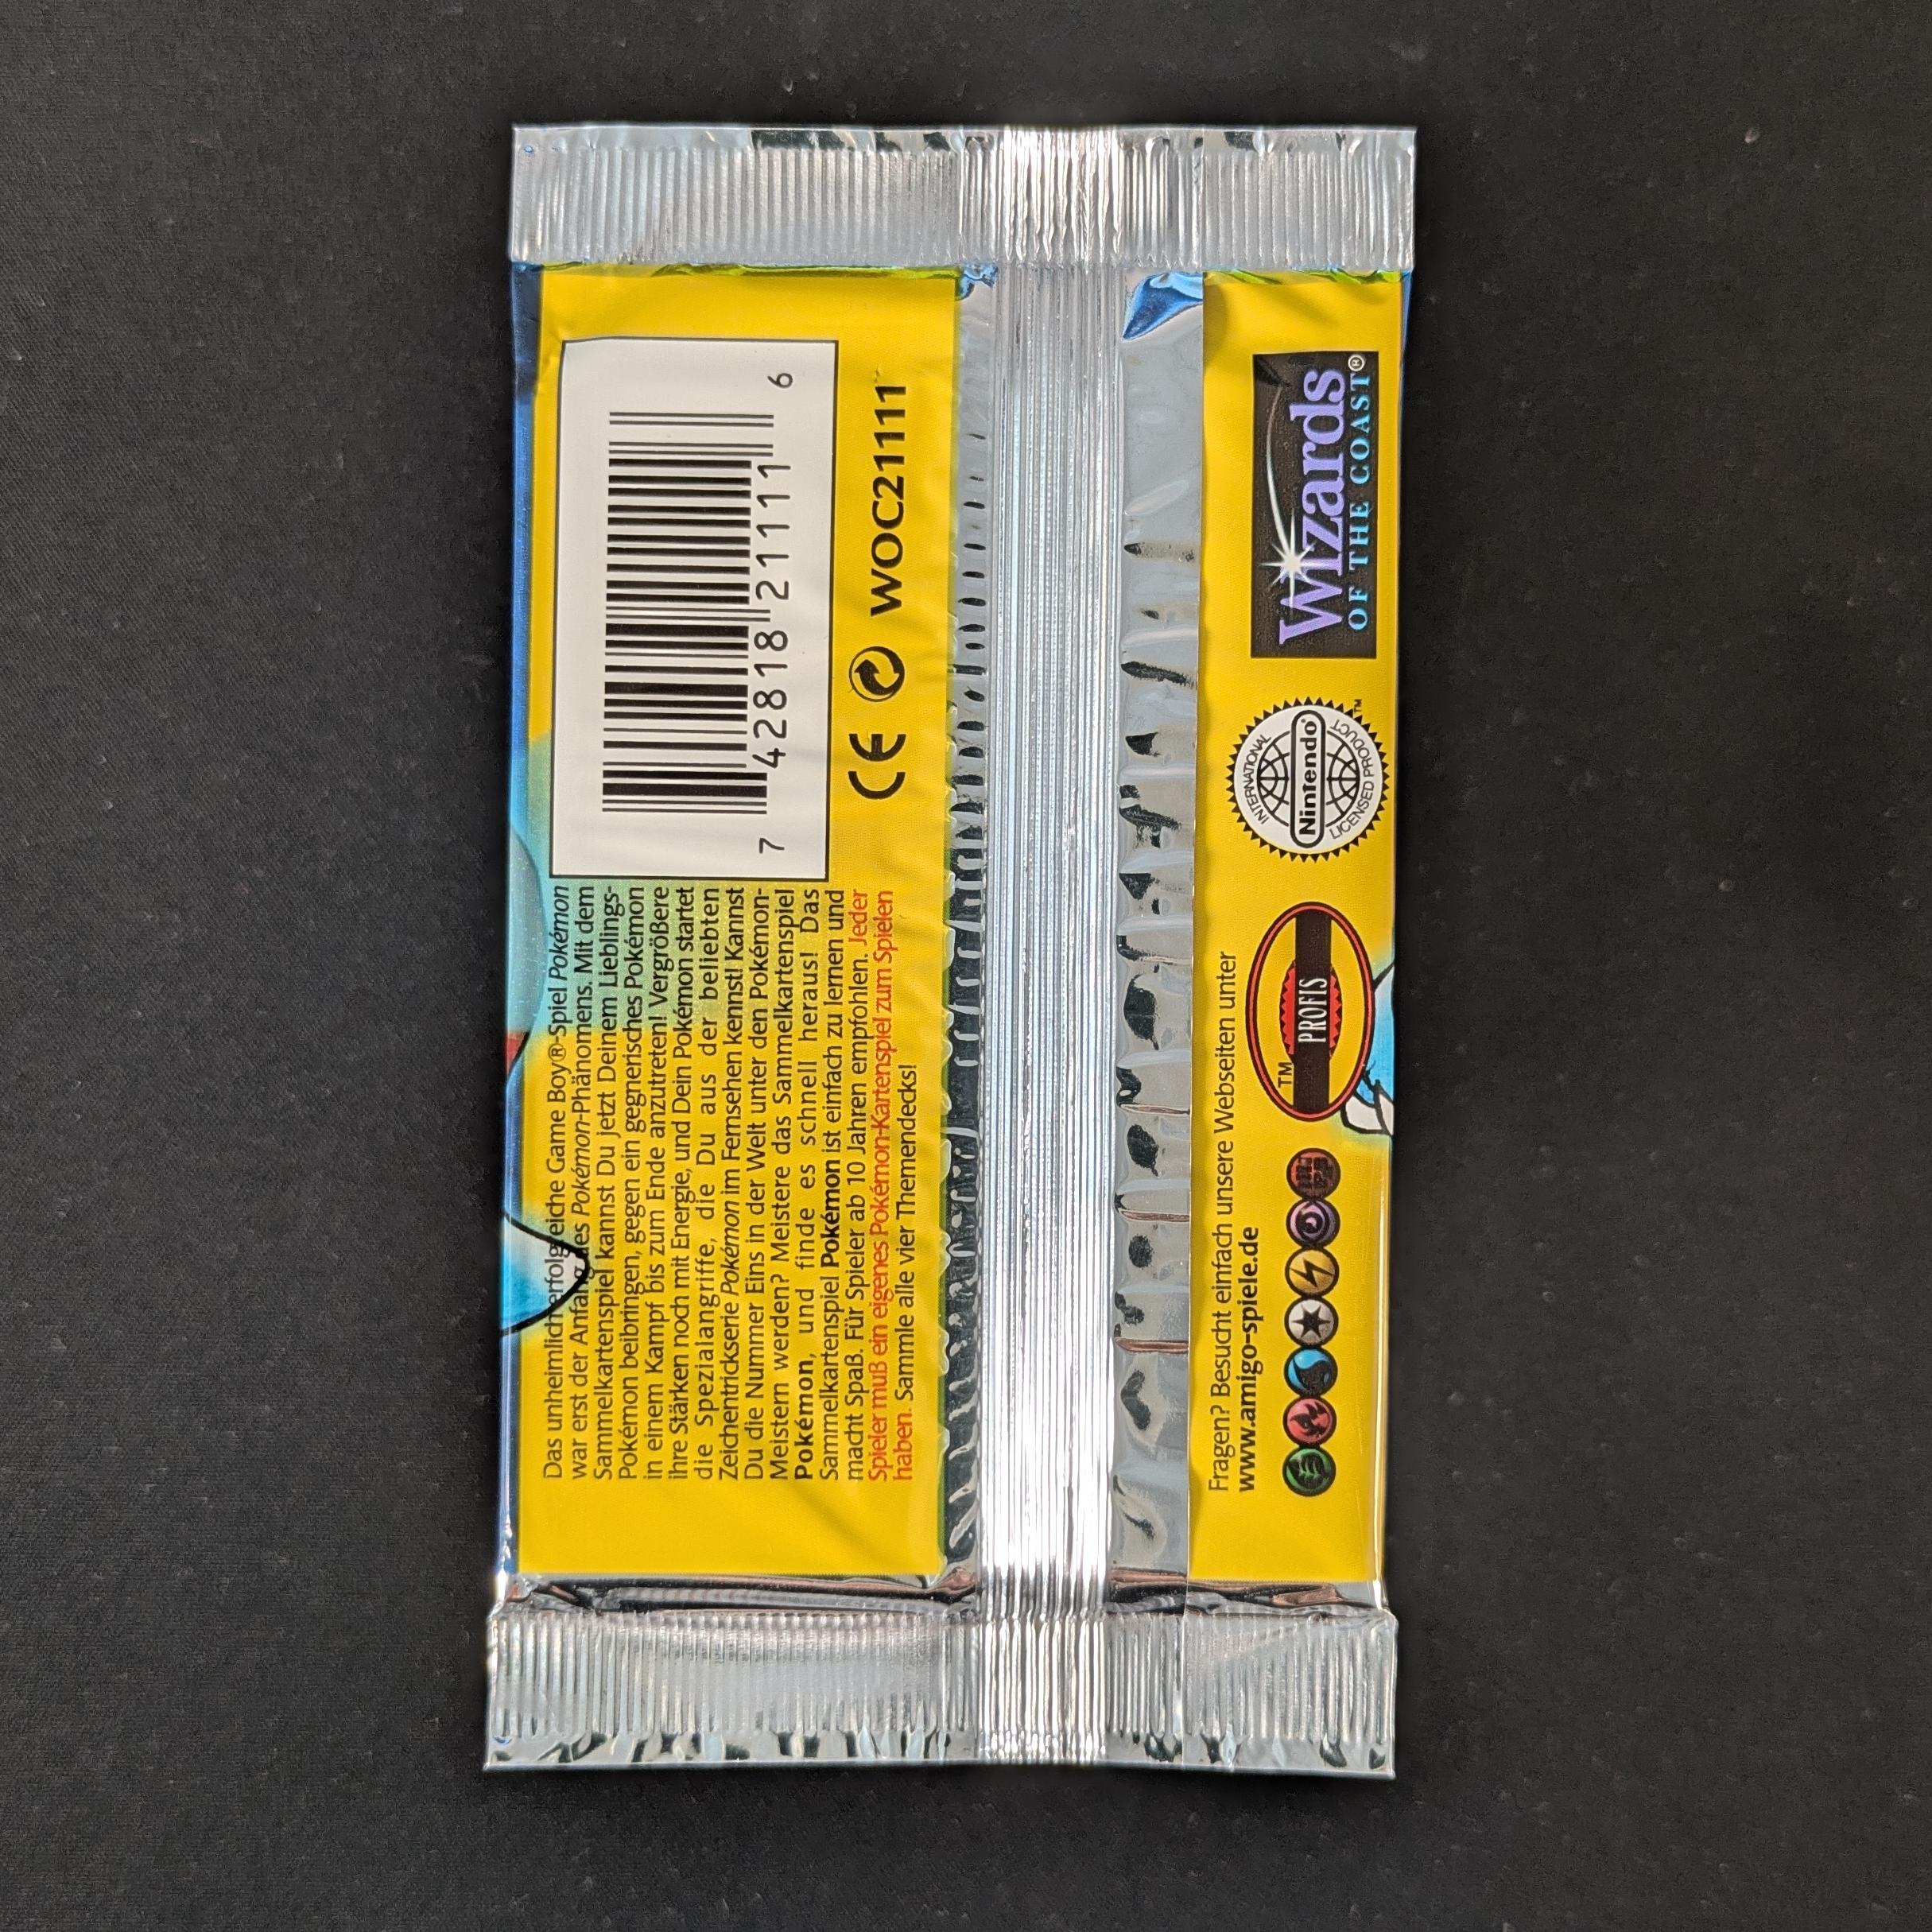 Das unheimlich erfolgreiche Game Boy®-Spiel Pokémon
war erst der Anfang des Pokémon-Phänomens. Mit dem
Sammelkartenspiel kannst Du jetzt Deinem Lieblings-
Pokémon beibringen, gegen ein gegnerisches Pokémon
in einem Kampf bis zum Ende anzutreten! Vergrößere
ihre Stärken noch mit Energie, und Dein Pokémon startet
die Spezialangriffe, die Du aus der beliebten
Zeichentrickserie Pokémon im Fernsehen kennst! Kannst
Du die Nummer Eins in der Welt unter den Pokémon-
Meistern werden? Meistere das Sammelkartenspiel
Pokémon, und finde es schnell heraus! Das
Sammelkartenspiel Pokémon ist einfach zu lernen und
macht Spaß. Für Spieler ab 10 Jahren empfohlen. Jeder
Spieler muß ein eigenes Pokémon-Kartenspiel zum Spielen
haben. Sammle alle vier Themendecks!
7 42818 21111 6
CE WOC21111
Fragen? Besucht einfach unsere Webseiten unter
www.amigo-spiele.de
TM
PROFIS
INTERNATIONAL
Nintendo®
LICENSED PRODUCT
TM
Wizards
OF THE COAST®